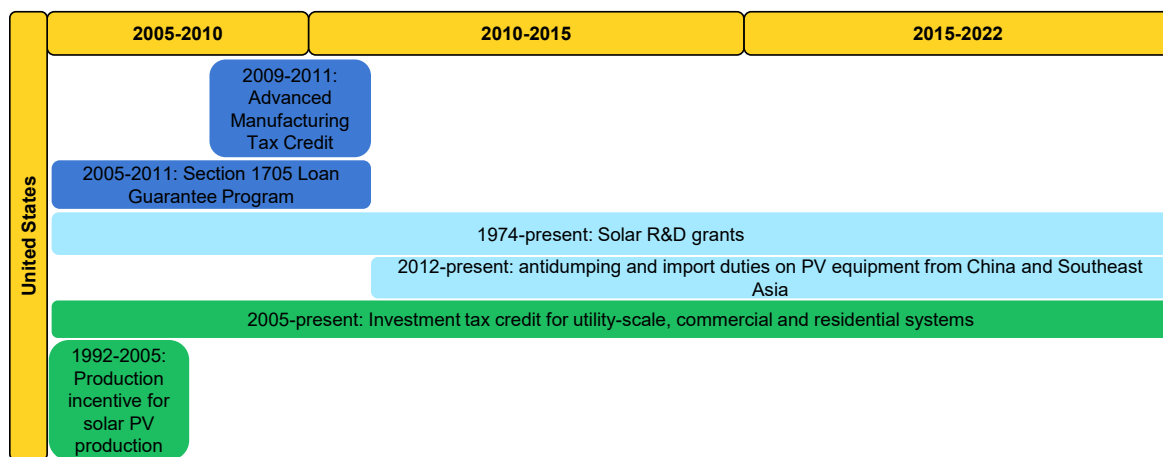 2005-2010
2010-2015
2015-2022
United States
2009-2011:
Advanced
Manufacturing
Tax Credit
2005-2011: Section 1705 Loan
Guarantee Program
1974-present: Solar R&D grants
2012-present: antidumping and import duties on PV equipment from China and Southeast
Asia
2005-present: Investment tax credit for utility-scale, commercial and residential systems
1992-2005:
Production
incentive for
solar PV
production